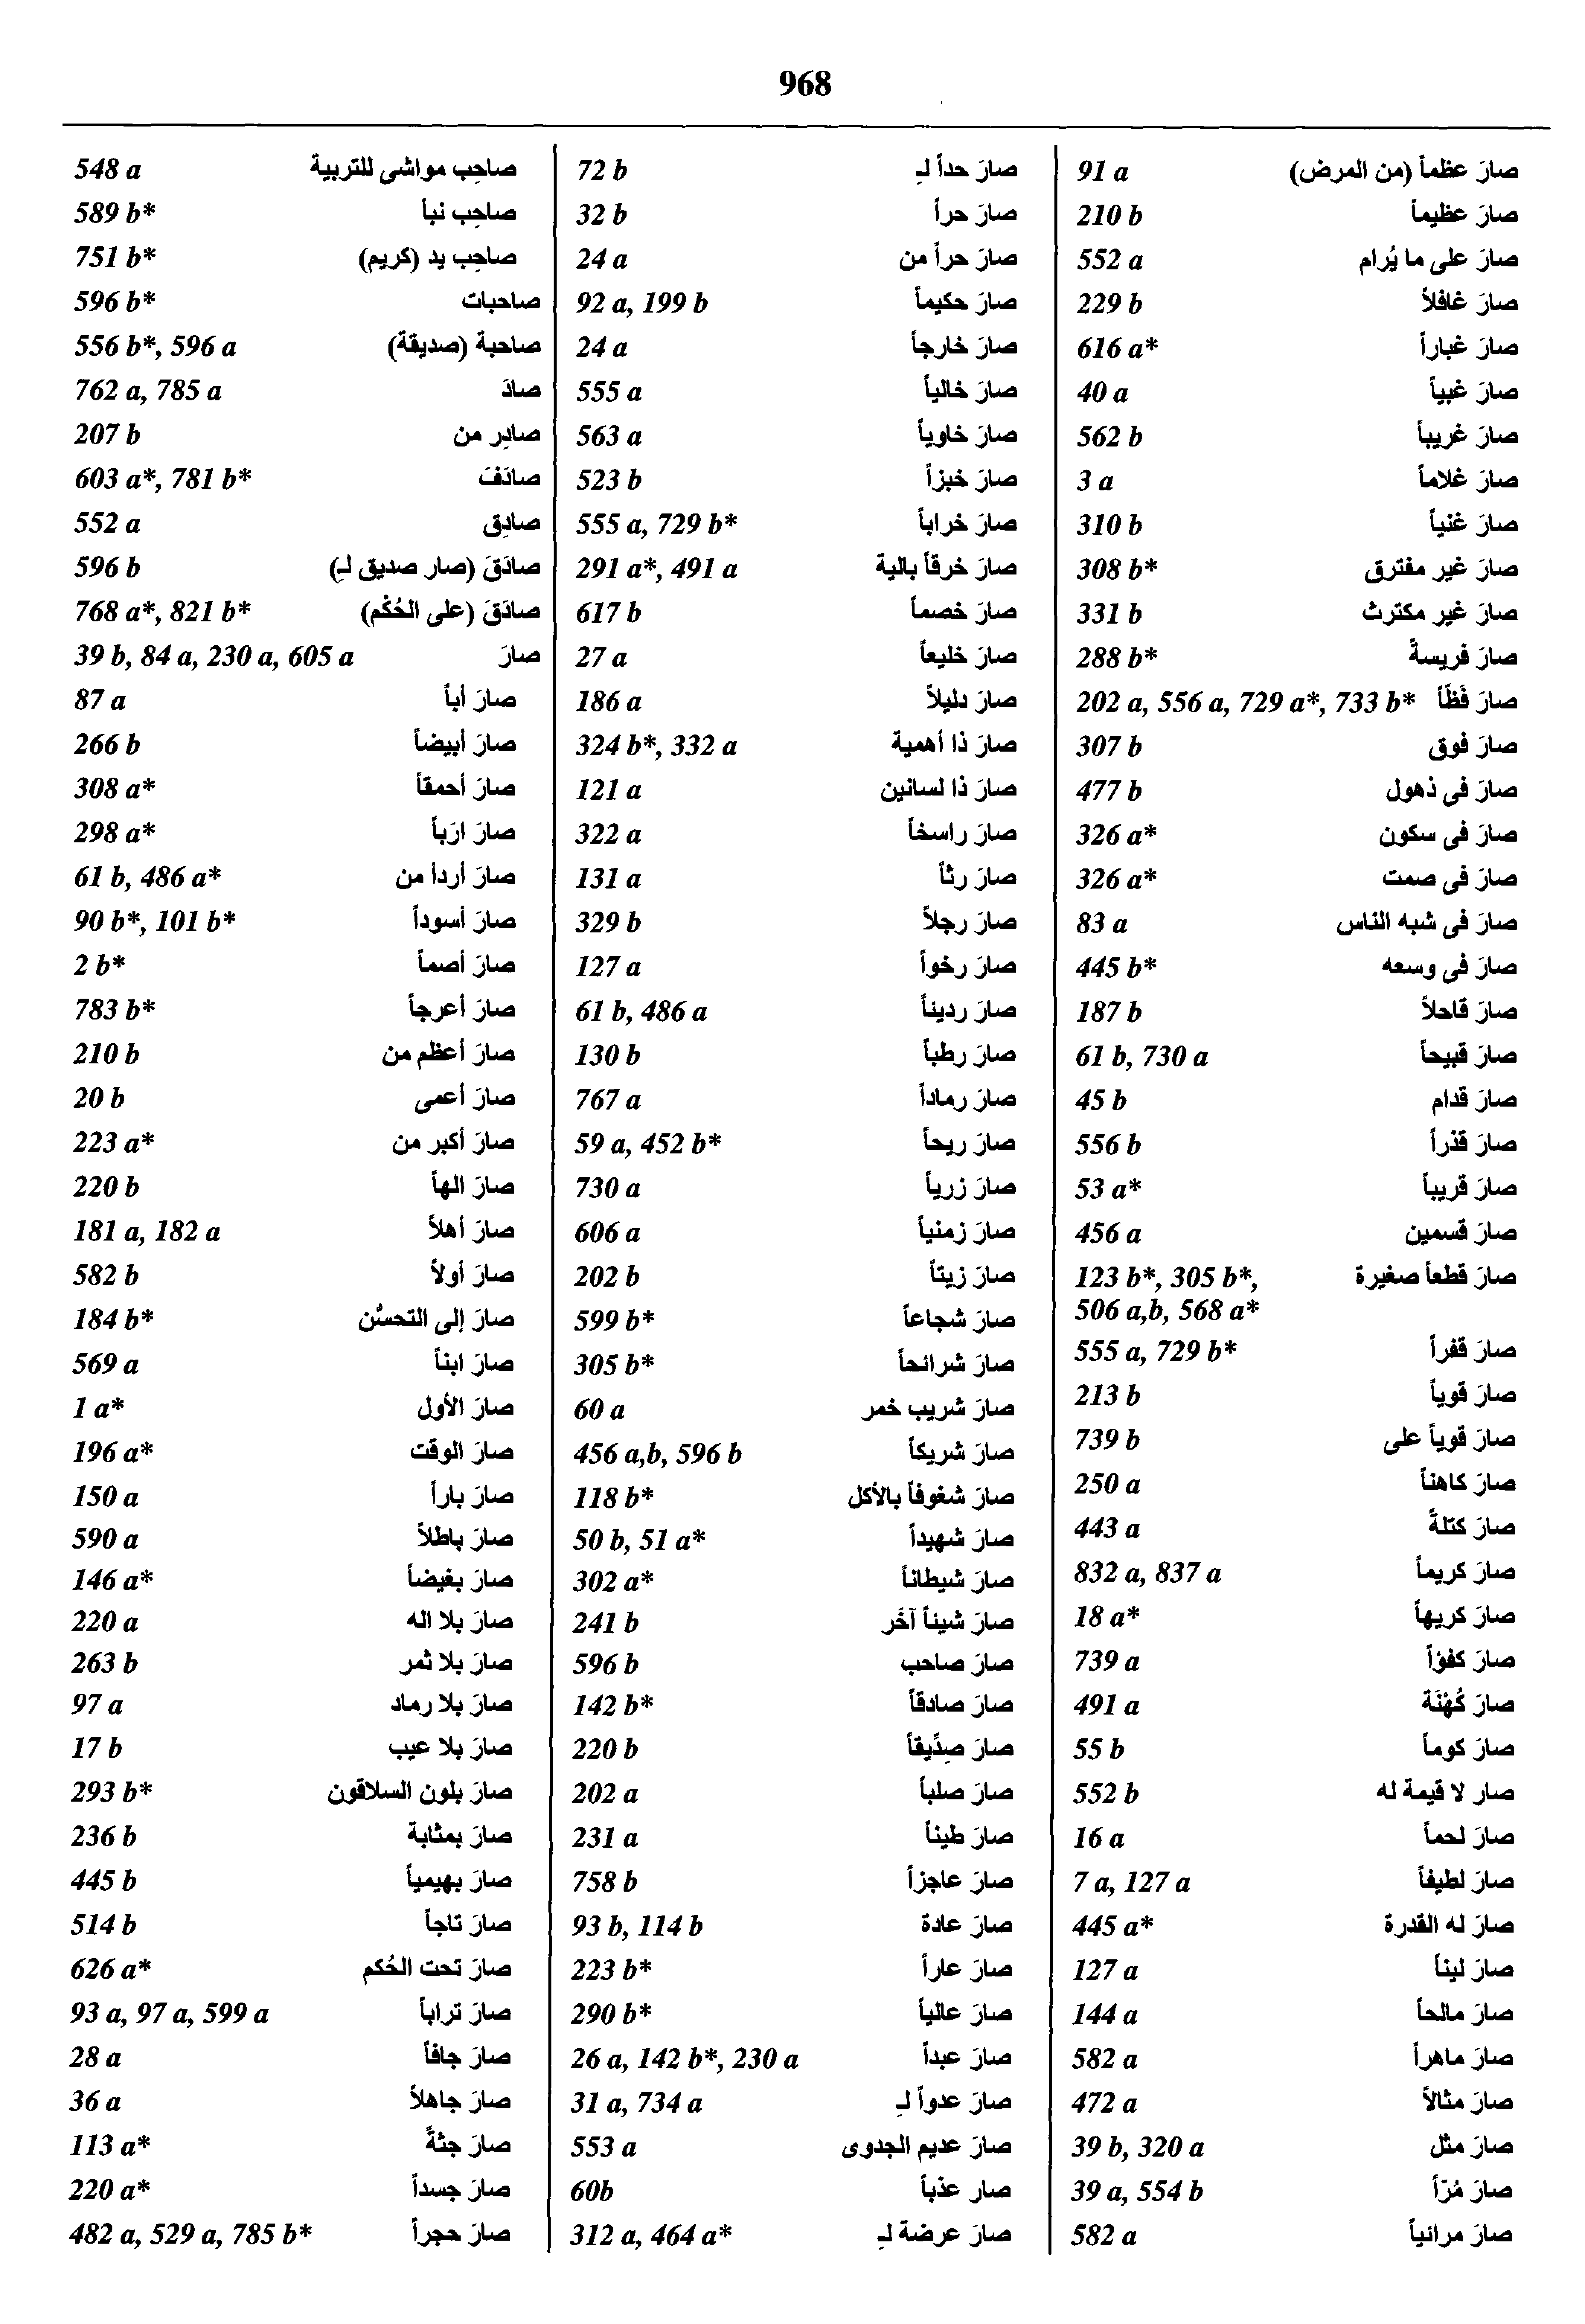 968
548 a صاحِب مواشى للتربية
589 b* صاحِب نبأ
751 b* صاحِب يد (كريم)
596 b* صاحبات
556 b*, 596 a صاحبة (صديقة)
762 a, 785 a صادَ
207 b صادِر من
603 a*, 781 b* صادَفَ
552 a صادِق
596 b صادَقَ (صار صديق لـِ)
768 a*, 821 b* صادَقَ (على الحُكْم)
39 b, 84 a, 230 a, 605 a صارَ
87 a صارَ أباً
266 b صارَ أبيضاً
308 a* صارَ أحمقاً
298 a* صارَ ارَباً
61 b, 486 a* صارَ أردأ من
90 b*, 101 b* صارَ أسوداً
2 b* صارَ أصماً
783 b* صارَ أعرجاً
210 b صارَ أعظم من
20 b صارَ أعمى
223 a* صارَ أكبر من
220 b صارَ الهاً
181 a, 182 a صارَ أهلاً
582 b صارَ أولاً
184 b* صارَ إلى التحسُّن
569 a صارَ ابناً
1 a* صارَ الأول
196 a* صارَ الوقت
150 a صارَ باراً
590 a صارَ باطلاً
146 a* صارَ بغيضاً
220 a صارَ بلا اله
263 b صارَ بلا ثمر
97 a صارَ بلا رماد
17 b صارَ بلا عيب
293 b* صارَ بلون السلاقون
236 b صارَ بمثابة
445 b صارَ بهيمياً
514 b صارَ تاجاً
626 a* صارَ تحت الحُكم
93 a, 97 a, 599 a صارَ تراباً
28 a صارَ جافاً
36 a صارَ جاهلاً
113 a* صارَ جثةً
220 a* صارَ جسداً
482 a, 529 a, 785 b* صارَ حجراً
72 b صارَ حداً لـِ
32 b صارَ حراً
24 a صارَ حراً من
92 a, 199 b صارَ حكيماً
24 a صارَ خارجاً
555 a صارَ خالياً
563 a صارَ خاوياً
523 b صارَ خبزاً
555 a, 729 b* صارَ خراباً
291 a*, 491 a صارَ خرقاً بالية
617 b صارَ خصماً
27 a صارَ خليعاً
186 a صارَ دليلاً
324 b*, 332 a صارَ ذا أهمية
121 a صارَ ذا لسانين
322 a صارَ راسخاً
131 a صارَ رثاً
329 b صارَ رجلاً
127 a صارَ رخواً
61 b, 486 a صارَ رديئاً
130 b صارَ رطباً
767 a صارَ رماداً
59 a, 452 b* صارَ ريحاً
730 a صارَ زرياً
606 a صارَ زمنياً
202 b صارَ زيتاً
599 b* صارَ شجاعاً
305 b* صارَ شرائحاً
60 a صارَ شريب خمر
456 a,b, 596 b صارَ شريكاً
118 b* صارَ شغوفاً بالأكل
50 b, 51 a* صارَ شهيداً
302 a* صارَ شيطاناً
241 b صارَ شيئاً آخَر
596 b صارَ صاحب
142 b* صارَ صادقاً
220 b صارَ صِدِّيقاً
202 a صارَ صلباً
231 a صارَ طيناً
758 b صارَ عاجزاً
93 b, 114 b صارَ عادة
223 b* صارَ عاراً
290 b* صارَ عالياً
26 a, 142 b*, 230 a صارَ عبداً
31 a, 734 a صارَ عدواً لـِ
553 a صارَ عديم الجدوى
60b صار عذباً
312 a, 464 a* صارَ عرضة لـِ
91 a صارَ عظماً (من المرض)
210 b صارَ عظيماً
552 a صارَ على ما يُرام
229 b صارَ غافلاً
616 a* صارَ غباراً
40 a صارَ غبياً
562 b صارَ غريباً
3 a صارَ غلاماً
310 b صارَ غنياً
308 b* صارَ غير مفترق
331 b صارَ غير مكترث
288 b* صارَ فريسةً
202 a, 556 a, 729 a*, 733 b* صارَ فَظّاً
307 b صارَ فوق
477 b صارَ فى ذهول
326 a* صارَ فى سكون
326 a* صارَ فى صمت
83 a صارَ فى شبه الناس
445 b* صارَ فى وسعه
187 b صارَ قاحلاً
61 b, 730 a صارَ قبيحاً
45 b صارَ قدام
556 b صارَ قذراً
53 a* صارَ قريباً
456 a صارَ قسمين
123 b*, 305 b*, صارَ قطعاً صغيرة
506 a,b, 568 a*
555 a, 729 b* صارَ قفراً
213 b صارَ قوياً
739 b صارَ قوياً على
250 a صارَ كاهناً
443 a صارَ كتلةً
832 a, 837 a صارَ كريماً
18 a* صارَ كريهاً
739 a صارَ كفؤاً
491 a صارَ كُهْنَة
55 b صارَ كوماً
552 b صار لا قيمة له
16 a صارَ لحماً
7 a, 127 a صارَ لطيفاً
445 a* صارَ له القدرة
127 a صارَ ليناً
144 a صارَ مالحاً
582 a صارَ ماهراً
472 a صارَ مثالاً
39 b, 320 a صارَ مثل
39 a, 554 b صارَ مُرّاً
582 a صارَ مرائياً